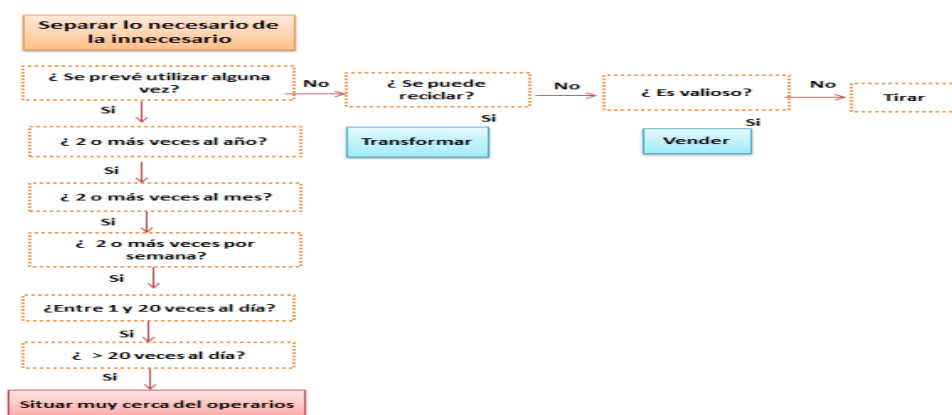 Separar lo necesario de
la innecesario
¿ Se prevé utilizar alguna
vez?
No
¿ Se puede
reciclar?
No
¿ Es valioso?
No
Tirar
Si
Si
Si
Transformar
Vender
¿ 2 o más veces al año?
Si
¿ 2 o más veces al mes?
Si
¿ 2 o más veces por
semana?
Si
¿Entre 1 y 20 veces al día?
Si
¿ > 20 veces al día?
Si
Situar muy cerca del operarios